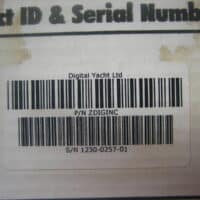 ct ID & Serial Numb
Digital Yacht Ltd
P/N ZDIGINC
S/N 1230-0257-01